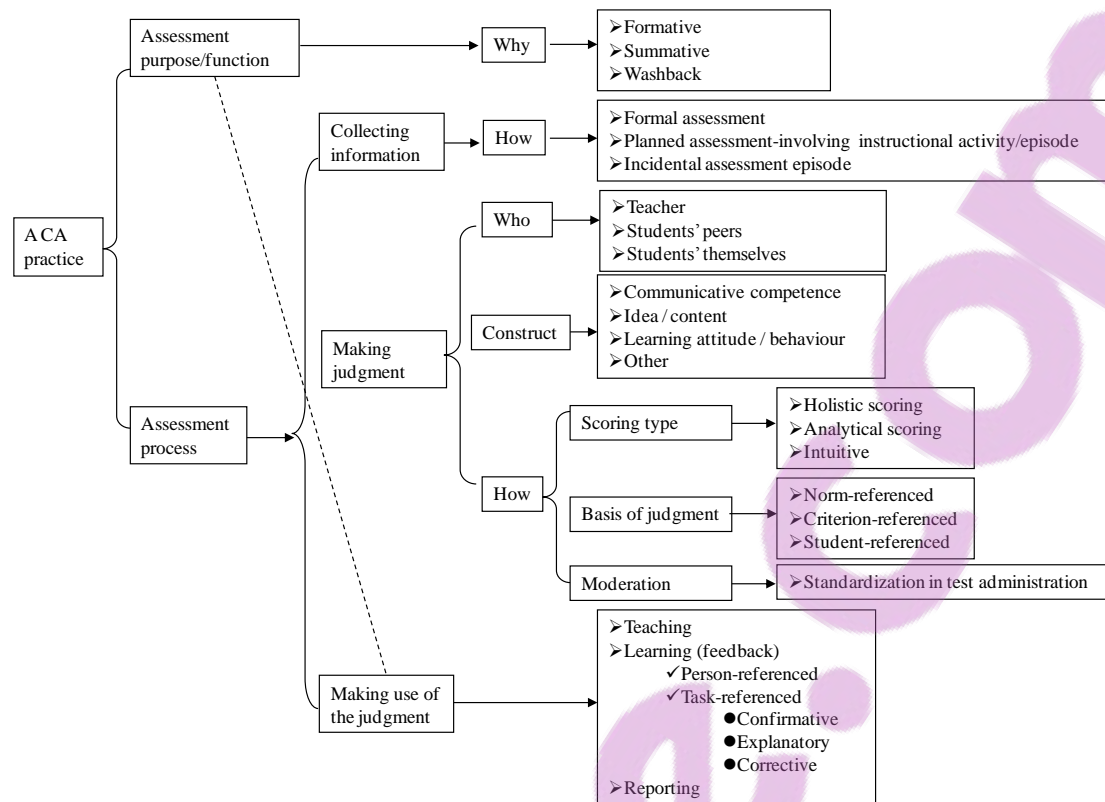 Assessment
purpose/function
Why
➢Formative
➢Summative
➢Washback
Collecting
information
How
➢Formal assessment
➢Planned assessment-involving instructional activity/episode
➢Incidental assessment episode
ACA
practice
Who
➢Teacher
➢Students' peers
➢Students' themselves
Construct
➢Communicative competence
➢Idea / content
➢Learning attitude / behaviour
➢Other
Making
judgment
Assessment
process
How
Scoring type
➢Holistic scoring
➢Analytical scoring
➢Intuitive
Basis of judgment
➢Norm-referenced
➢Criterion-referenced
➢Student-referenced
Moderation
➢Standardization in test administration
Making use of
the judgment
➢Teaching
➢Learning (feedback)
✓Person-referenced
✓Task-referenced
●Confirmative
●Explanatory
●Corrective
➢Reporting
e.com